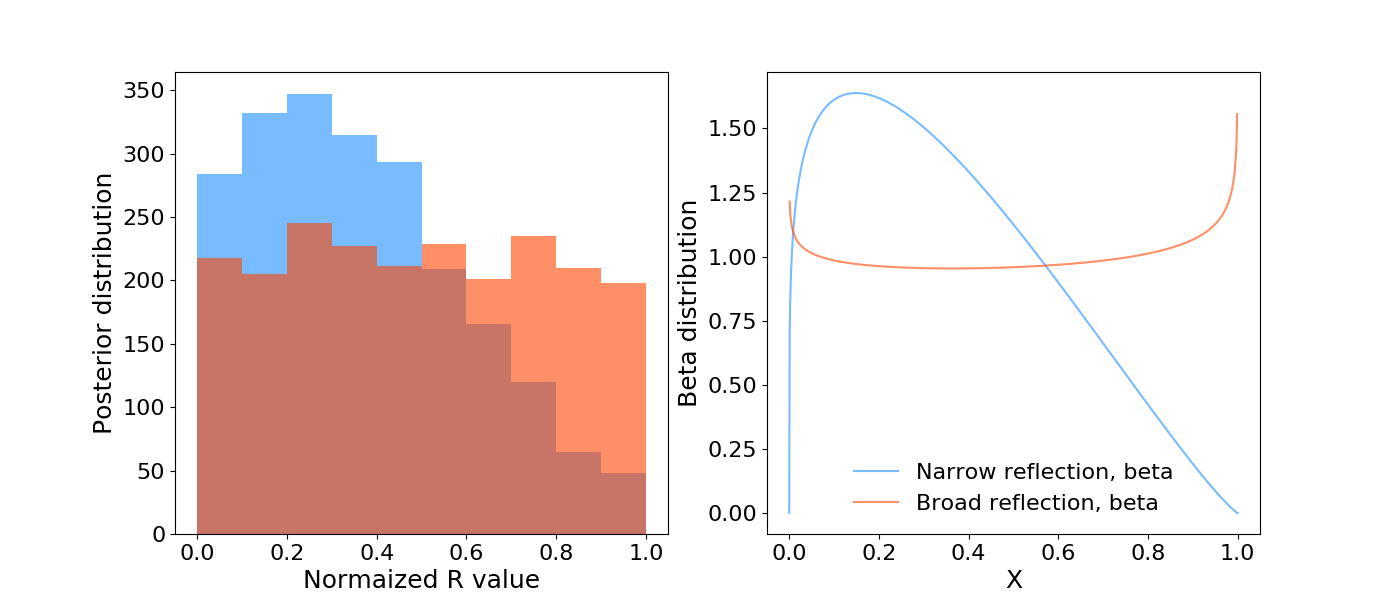 350
300
250
200
150
100
50
0
Posterior distribution
0.0 0.2 0.4 0.6 0.8 1.0
Normaized R value
1.50
1.25
1.00
0.75
0.50
0.25
0.00
Beta distribution
Narrow reflection, beta
Broad reflection, beta
0.0 0.2 0.4 0.6 0.8 1.0
X